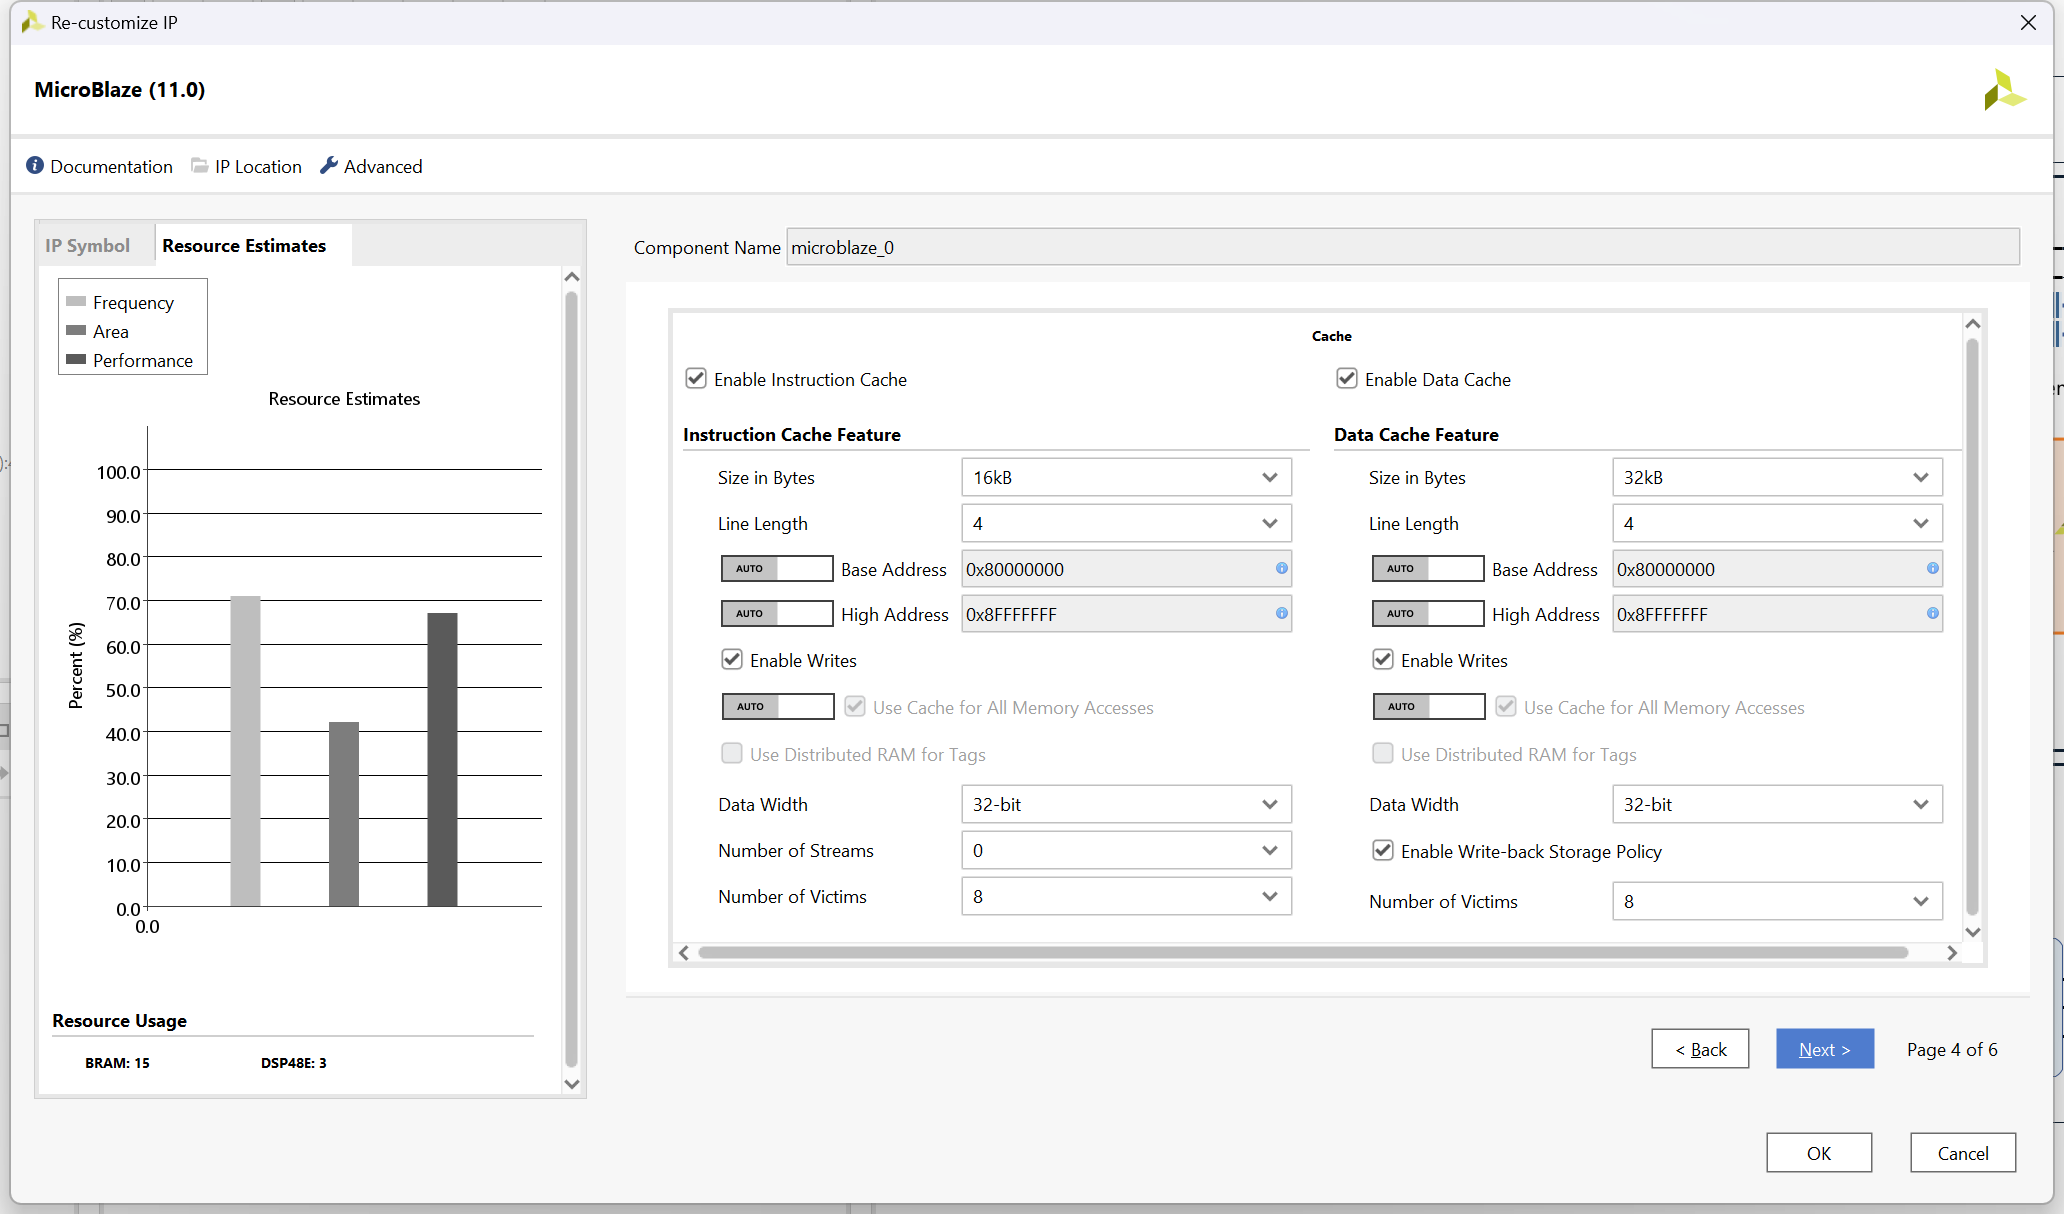 Re-customize IP
MicroBlaze (11.0)
Documentation IP Location Advanced
IP Symbol Resource Estimates
Frequency
Area
Performance
Resource Estimates
100.0
90.0
80.0
70.0
60.0
50.0
40.0
30.0
20.0
10.0
0.0
0.0
Percent (%)
Resource Usage
BRAM: 15 DSP48E: 3
Component Name microblaze_0
Cache
Enable Instruction Cache
Instruction Cache Feature
Size in Bytes 16kB
Line Length 4
AUTO Base Address 0x80000000
AUTO High Address 0x8FFFFFFF
Enable Writes
AUTO Use Cache for All Memory Accesses
Use Distributed RAM for Tags
Data Width 32-bit
Number of Streams 0
Number of Victims 8
Enable Data Cache
Data Cache Feature
Size in Bytes 32kB
Line Length 4
AUTO Base Address 0x80000000
AUTO High Address 0x8FFFFFFF
Enable Writes
AUTO Use Cache for All Memory Accesses
Use Distributed RAM for Tags
Data Width 32-bit
Enable Write-back Storage Policy
Number of Victims 8
< Back Next > Page 4 of 6
OK Cancel